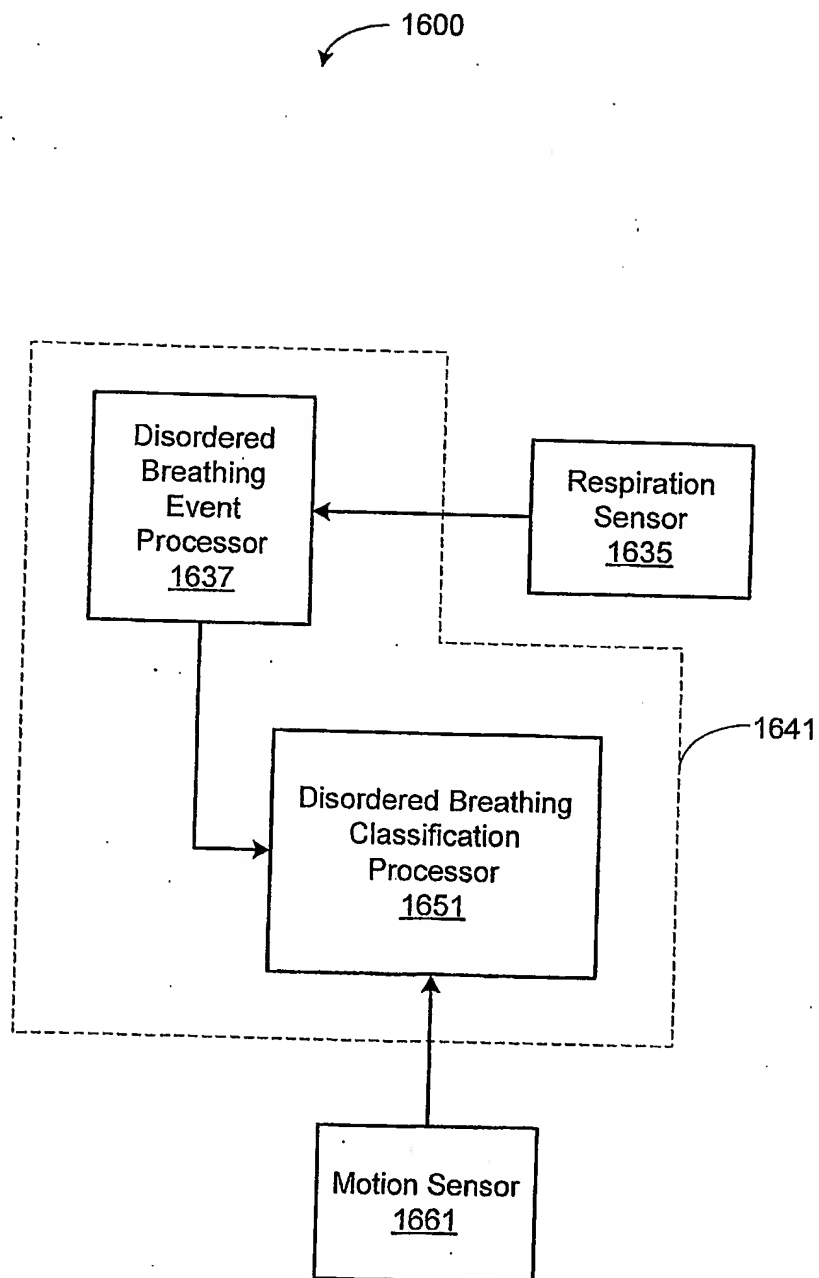 1600
Disordered
Breathing
Event
Processor
1637
Respiration
Sensor
1635
1641
Disordered Breathing
Classification
Processor
1651
Motion Sensor
1661